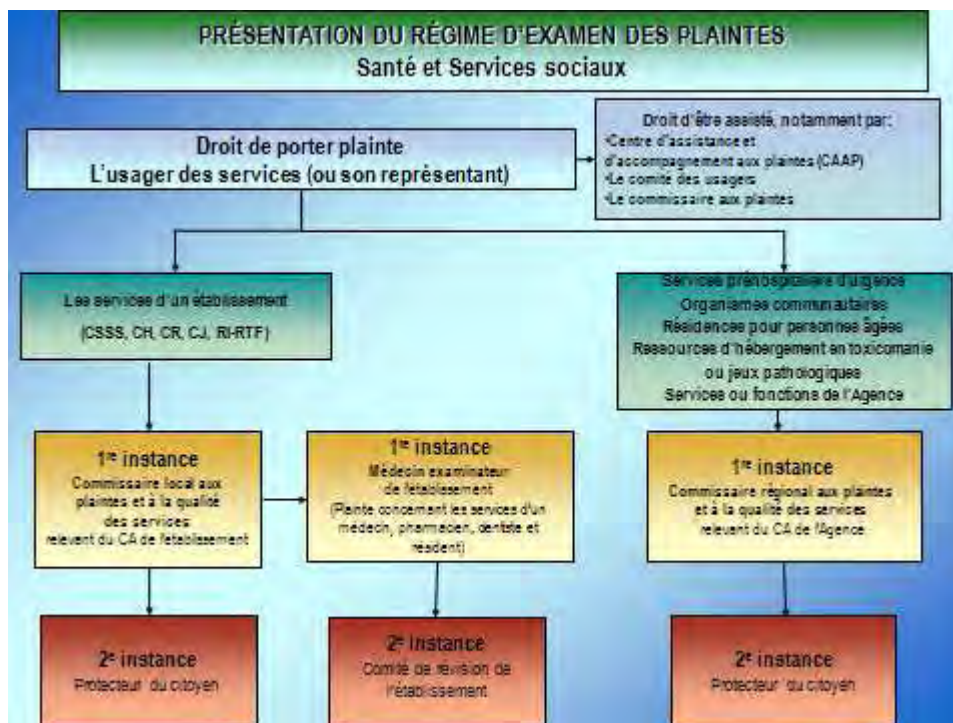 PRÉSENTATION DU RÉGIME D'EXAMEN DES PLAINTES
Santé et Services sociaux
Droit de porter plainte
L'usager des services (ou son représentant)
Droit d'être assisté, notamment par:
•Centre d'assistance et
d'accompagnement aux plaintes (CAAP)
•Le comité des usagers
•Le commissaire aux plaintes
Les services d'un établissement
(CSSS, CH, CR, CJ, RI-RTF)
Services préhospitaliers d'urgence
Organismes communautaires
Résidences pour personnes âgées
Ressources d'hébergement en toxicomanie
ou jeux pathologiques
Services ou fonctions de l'Agence
1re instance
Commissaire local aux
plaintes et à la qualité
des services
relevent du CA de l'établissement
1re instance
Médecin examinateur
de l'établissement
(Plainte concernant les services d'un
médecin, pharmacien, dentiste et
résident)
1re instance
Commissaire régional aux plaintes
et à la qualité des services
relevent du CA de l'Agence
2e instance
Protecteur du citoyen
2e instance
Comité de révision de
l'établissement
2e instance
Protecteur du citoyen